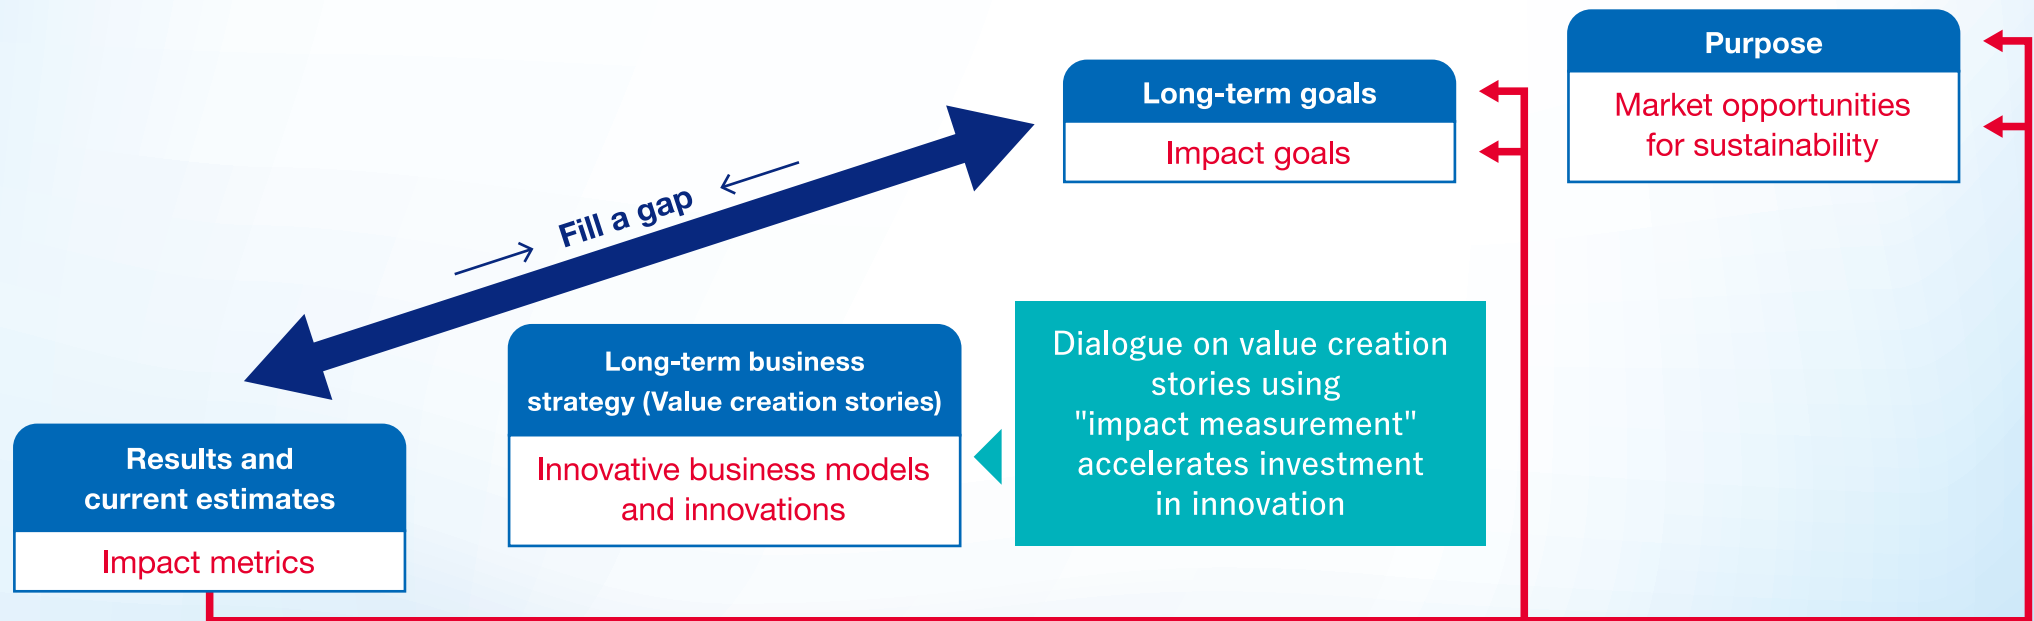 Purpose
Market opportunities
for sustainability
Long-term goals
Impact goals
Fill a gap
Long-term business
strategy (Value creation stories)
Innovative business models
and innovations
Dialogue on value creation
stories using
"impact measurement"
accelerates investment
in innovation
Results and
current estimates
Impact metrics